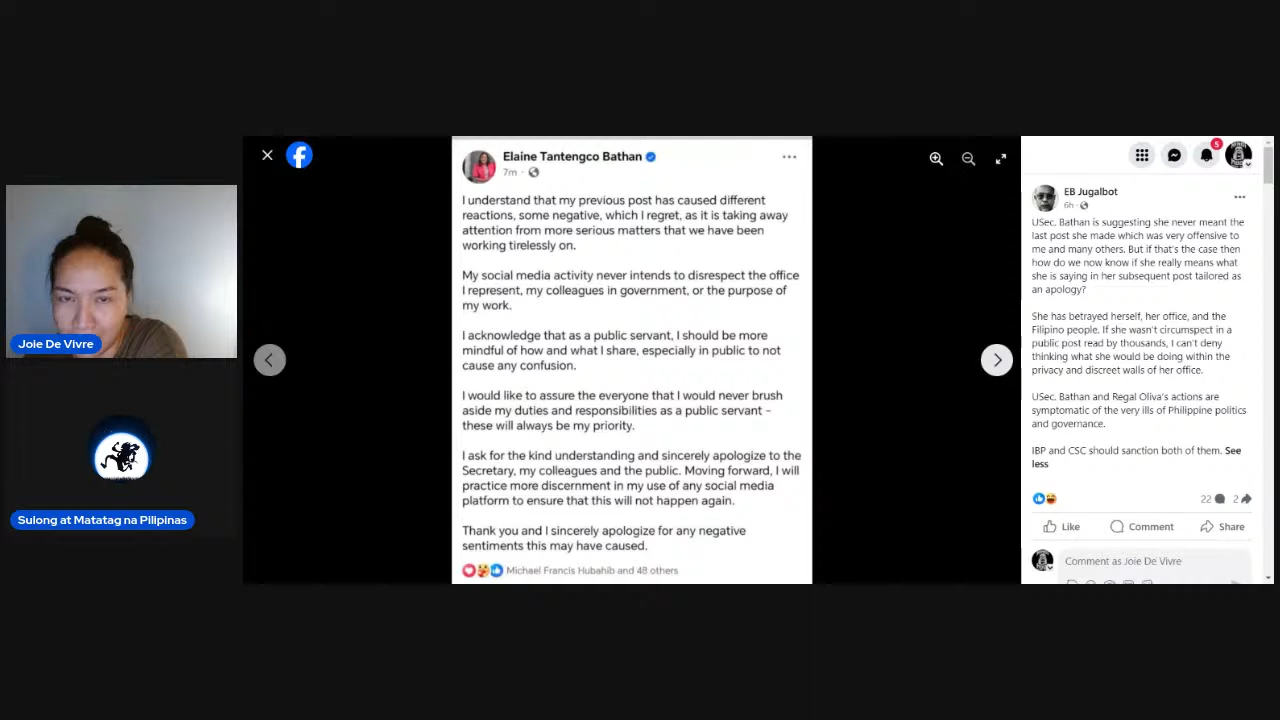 Joie De Vivre
Sulong at Matatag na Pilipinas
Elaine Tantengco Bathan
7m ·
I understand that my previous post has caused different
reactions, some negative, which I regret, as it is taking away
attention from more serious matters that we have been
working tirelessly on.
My social media activity never intends to disrespect the office
I represent, my colleagues in government, or the purpose of
my work.
I acknowledge that as a public servant, I should be more
mindful of how and what I share, especially in public to not
cause any confusion.
I would like to assure the everyone that I would never brush
aside my duties and responsibilities as a public servant –
these will always be my priority.
I ask for the kind understanding and sincerely apologize to the
Secretary, my colleagues and the public. Moving forward, I will
practice more discernment in my use of any social media
platform to ensure that this will not happen again.
Thank you and I sincerely apologize for any negative
sentiments this may have caused.
Michael Francis Hubahib and 48 others
5
EB Jugalbot
6h ·
USec. Bathan is suggesting she never meant the
last post she made which was very offensive to
me and many others. But if that's the case then
how do we now know if she really means what
she is saying in her subsequent post tailored as
an apology?
She has betrayed herself, her office, and the
Filipino people. If she wasn't circumspect in a
public post read by thousands, I can't deny
thinking what she would be doing within the
privacy and discreet walls of her office.
USec. Bathan and Regal Oliva's actions are
symptomatic of the very ills of Philippine politics
and governance.
IBP and CSC should sanction both of them. See
less
22 2
Like Comment Share
Comment as Joie De Vivre